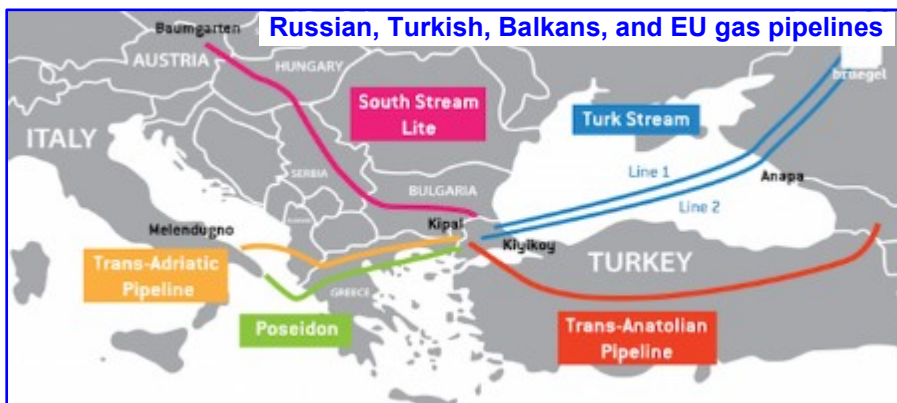 Russian, Turkish, Balkans, and EU gas pipelines
Baumgarten
AUSTRIA
HUNGARY
bruegel
South Stream
Lite
Turk Stream
ITALY
SERBIA
Line 1
Anapa
BULGARIA
Line 2
Melendugno
Kipal
Kiyikoy
Trans-Adriatic
Pipeline
TURKEY
GREECE
Poseidon
Trans-Anatolian
Pipeline